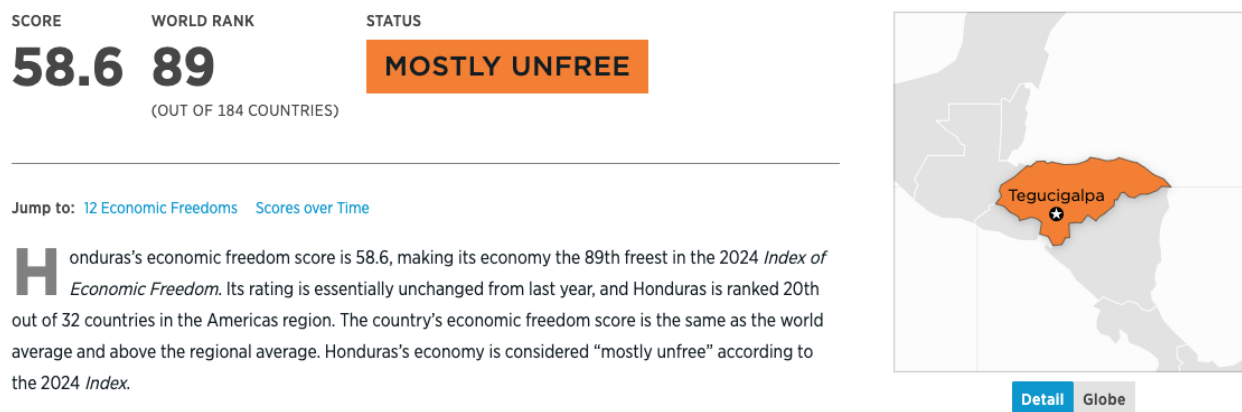 SCORE WORLD RANK STATUS
58.6 89 MOSTLY UNFREE
(OUT OF 184 COUNTRIES)
Jump to: 12 Economic Freedoms Scores over Time
Honduras’s economic freedom score is 58.6, making its economy the 89th freest in the 2024 Index of
Economic Freedom. Its rating is essentially unchanged from last year, and Honduras is ranked 20th
out of 32 countries in the Americas region. The country’s economic freedom score is the same as the world
average and above the regional average. Honduras’s economy is considered “mostly unfree” according to
the 2024 Index.
Tegucigalpa
Detail Globe